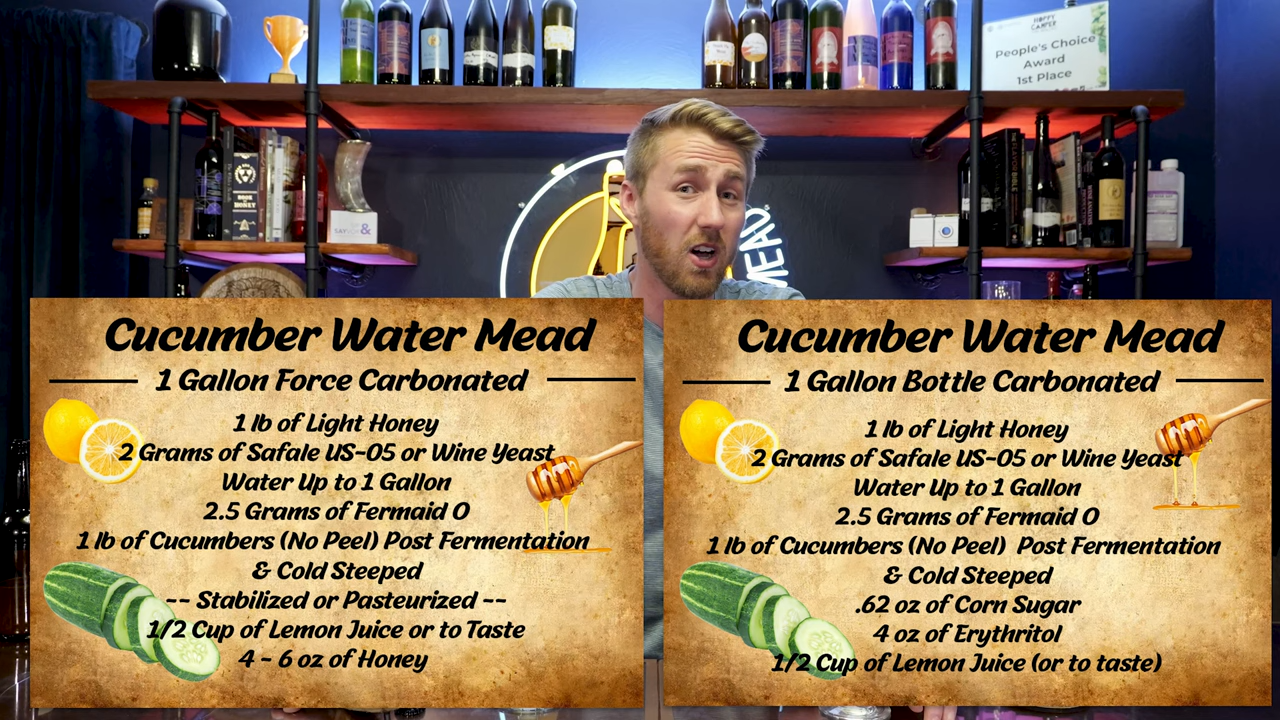 HOPPY
CAMPER
People's Choice
Award
1st Place
FLAVOR BIBLE
HONEY
&
MEAD
Cucumber Water Mead
1 Gallon Force Carbonated
1 lb of Light Honey
2 Grams of Safale US-05 or Wine Yeast
Water Up to 1 Gallon
2.5 Grams of Fermaid O
1 lb of Cucumbers (No Peel) Post Fermentation
& Cold Steeped
-- Stabilized or Pasteurized --
1/2 Cup of Lemon Juice or to Taste
4 - 6 oz of Honey
Cucumber Water Mead
1 Gallon Bottle Carbonated
1 lb of Light Honey
2 Grams of Safale US-05 or Wine Yeast
Water Up to 1 Gallon
2.5 Grams of Fermaid O
1 lb of Cucumbers (No Peel) Post Fermentation
& Cold Steeped
.62 oz of Corn Sugar
4 oz of Erythritol
1/2 Cup of Lemon Juice (or to taste)